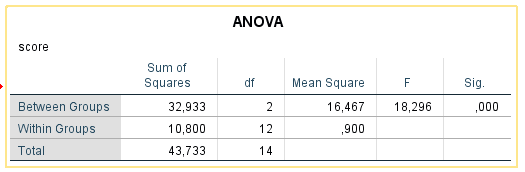 ANOVA
score
Sum of
Squares df Mean Square F Sig.
Between Groups 32,933 2 16,467 18,296 ,000
Within Groups 10,800 12 ,900
Total 43,733 14